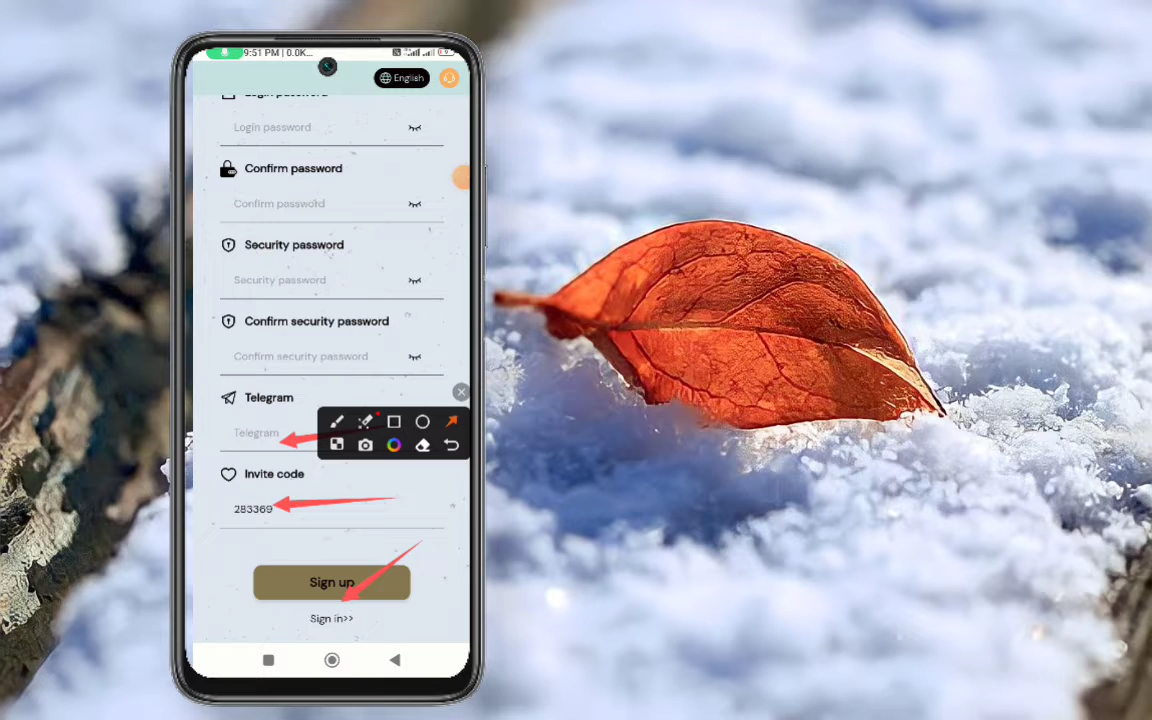 9:51 PM | 0.0K...
English
Login password
Login password
Confirm password
Confirm password
Security password
Security password
Confirm security password
Confirm security password
Telegram
Telegram
Invite code
283369
Sign up
Sign in>>